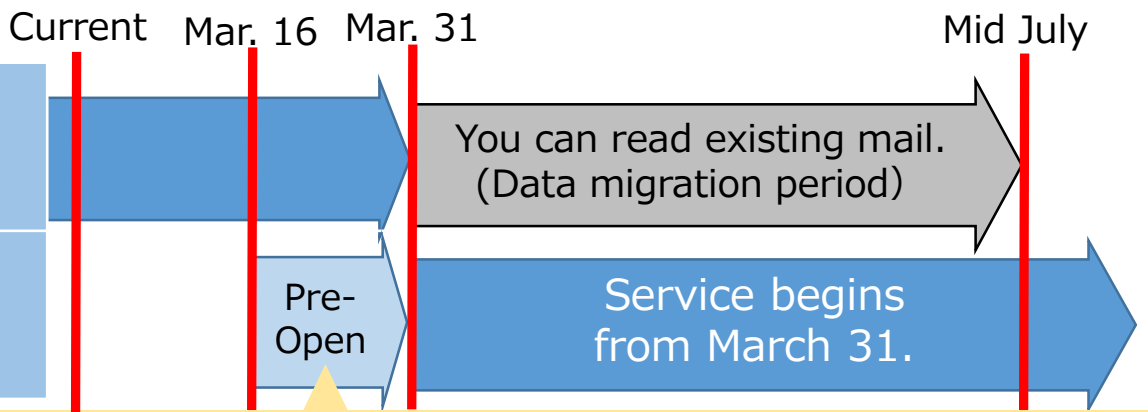 Current Mar. 16 Mar. 31 Mid July
You can read existing mail.
(Data migration period)
Pre-
Open
Service begins
from March 31.